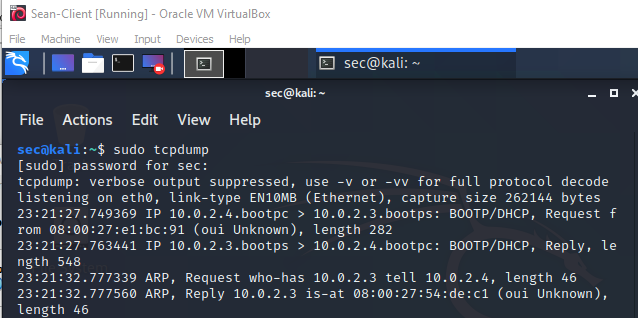 Sean-Client [Running] - Oracle VM VirtualBox
File Machine View Input Devices Help
sec@kali: ~
sec@kali: ~
File Actions Edit View Help
sec@kali:~$ sudo tcpdump
[sudo] password for sec:
tcpdump: verbose output suppressed, use -v or -vv for full protocol decode
listening on eth0, link-type EN10MB (Ethernet), capture size 262144 bytes
23:21:27.749369 IP 10.0.2.4.bootpc > 10.0.2.3.bootps: BOOTP/DHCP, Request f
rom 08:00:27:e1:bc:91 (oui Unknown), length 282
23:21:27.763441 IP 10.0.2.3.bootps > 10.0.2.4.bootpc: BOOTP/DHCP, Reply, le
ngth 548
23:21:32.777339 ARP, Request who-has 10.0.2.3 tell 10.0.2.4, length 46
23:21:32.777560 ARP, Reply 10.0.2.3 is-at 08:00:27:54:de:c1 (oui Unknown),
length 46